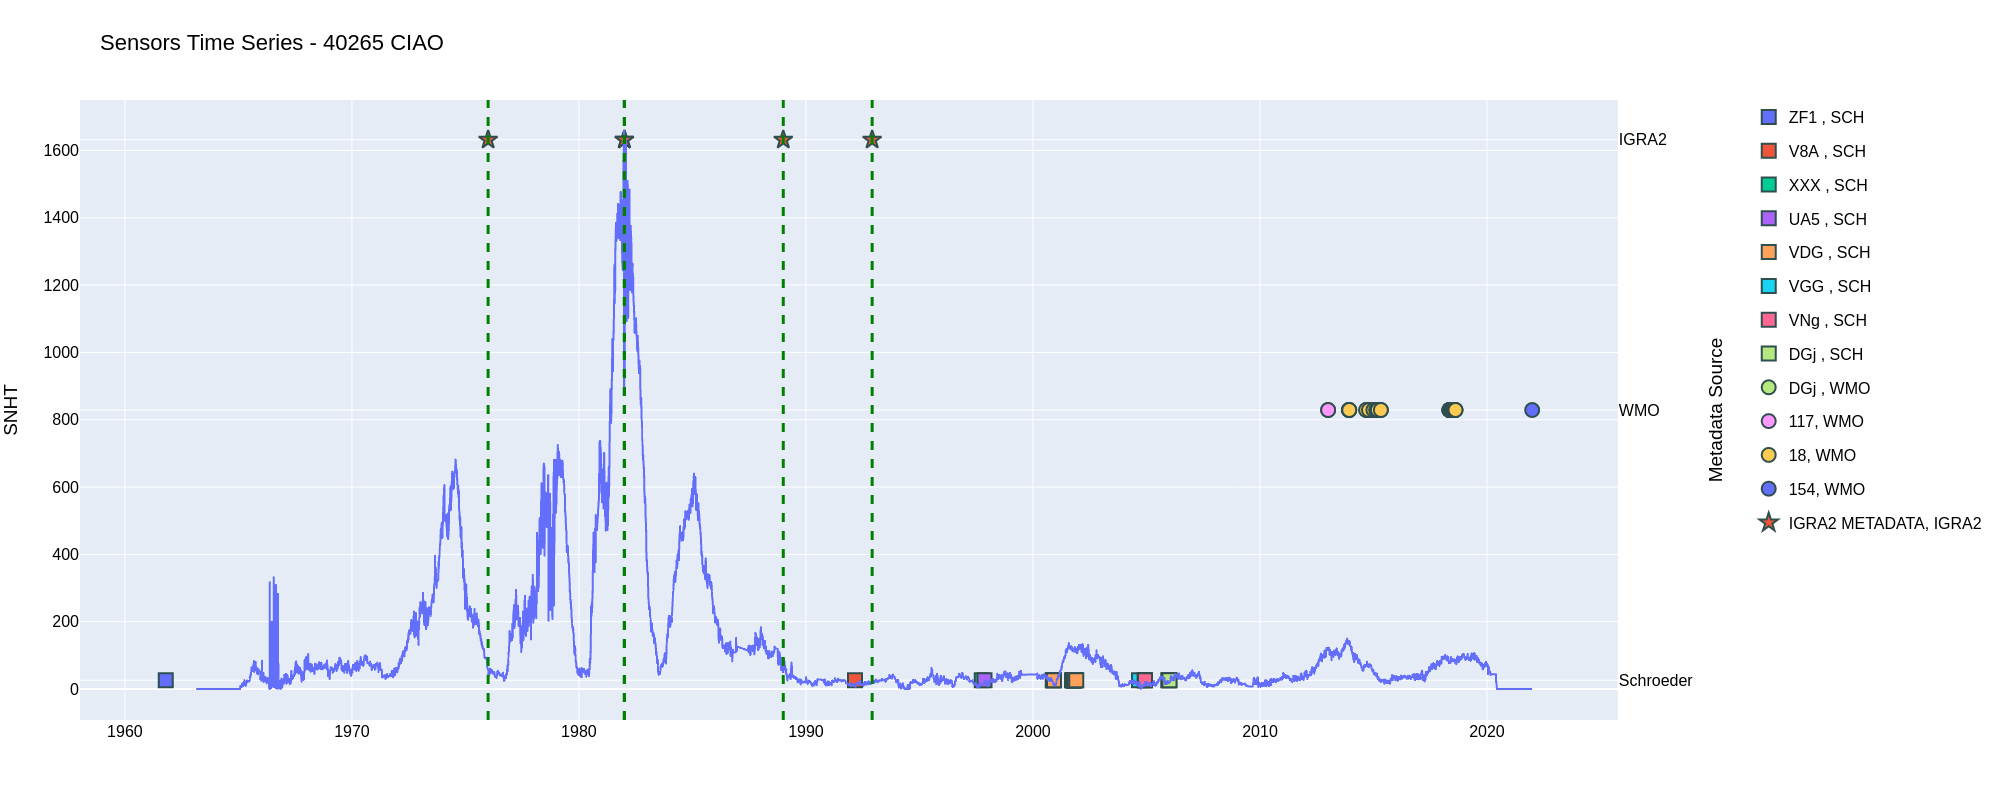 Sensors Time Series - 40265 CIAO
SNHT
1600
1400
1200
1000
800
600
400
200
0
1960
1970
1980
1990
2000
2010
2020
IGRA2
WMO
Schroeder
Metadata Source
ZF1 , SCH
V8A , SCH
XXX , SCH
UA5 , SCH
VDG , SCH
VGG , SCH
VNg , SCH
DGj , SCH
DGj , WMO
117, WMO
18, WMO
154, WMO
IGRA2 METADATA, IGRA2